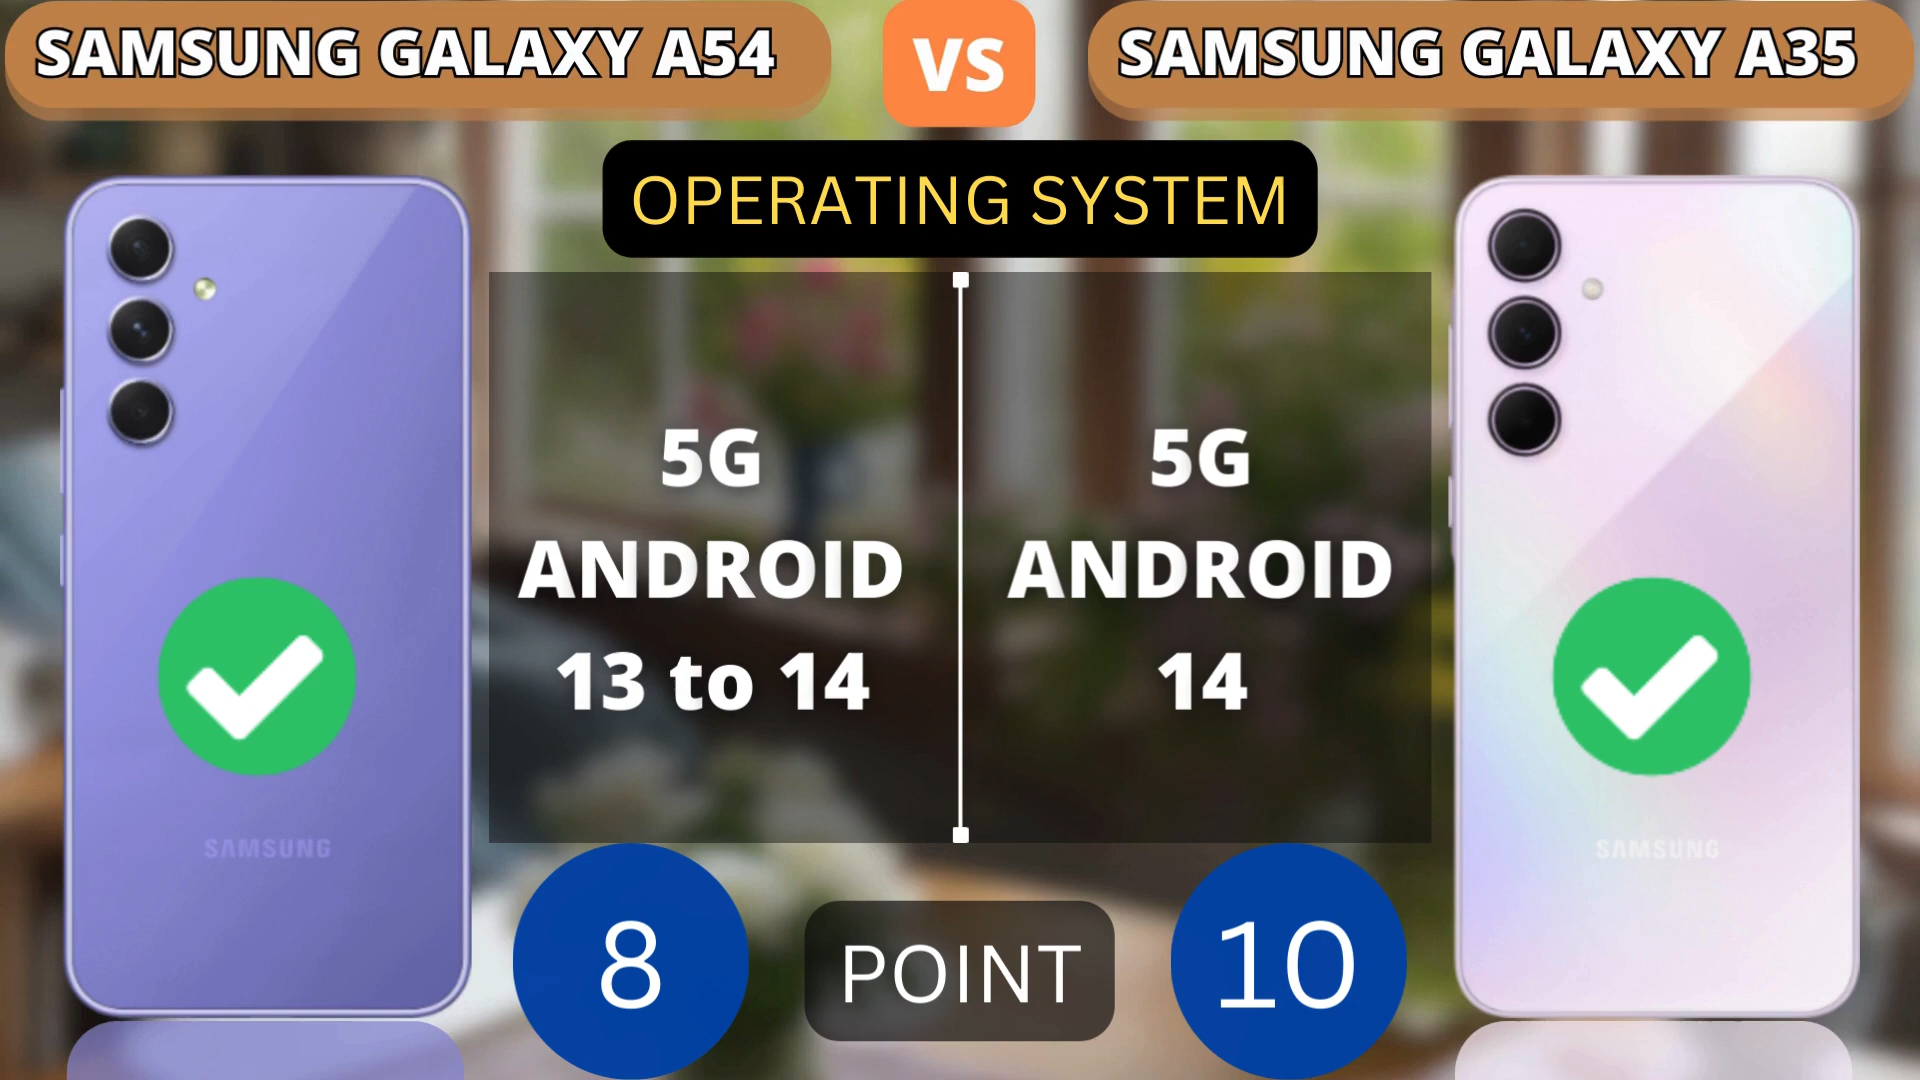 SAMSUNG GALAXY A54
VS
SAMSUNG GALAXY A35
OPERATING SYSTEM
5G
ANDROID
13 to 14
5G
ANDROID
14
SAMSUNG
SAMSUNG
8
POINT
10